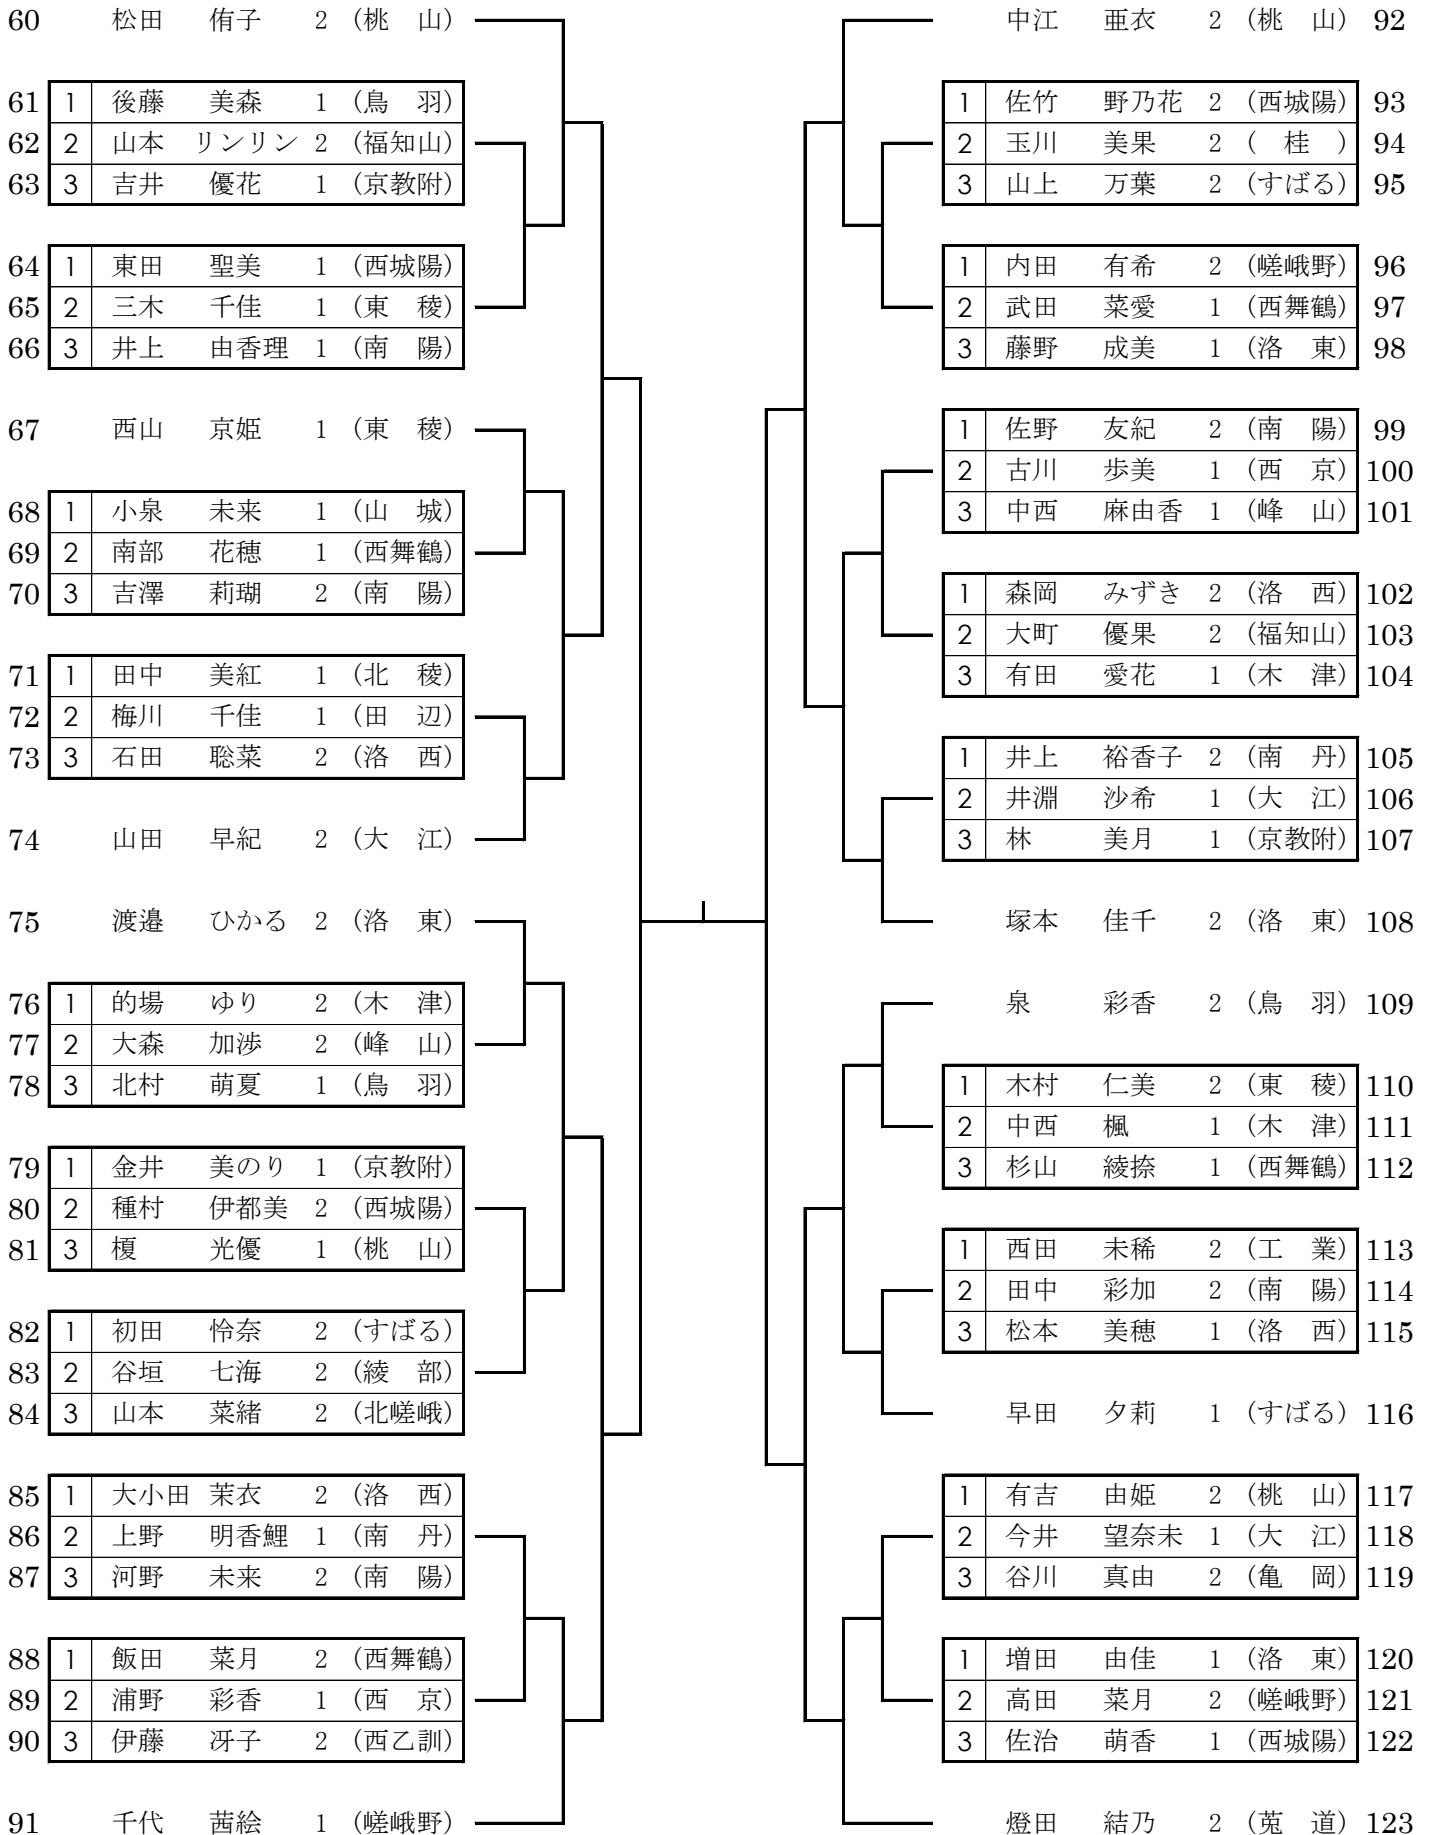 60 松田 侑子 2 (桃 山)
61 1 後藤 美森 1 (鳥 羽)
62 2 山本 リンリン 2 (福知山)
63 3 吉井 優花 1 (京教附)
64 1 東田 聖美 1 (西城陽)
65 2 三木 千佳 1 (東 稜)
66 3 井上 由香理 1 (南 陽)
67 西山 京姫 1 (東 稜)
68 1 小泉 未来 1 (山 城)
69 2 南部 花穂 1 (西舞鶴)
70 3 吉澤 莉瑚 2 (南 陽)
71 1 田中 美紅 1 (北 稜)
72 2 梅川 千佳 1 (田 辺)
73 3 石田 聡菜 2 (洛 西)
74 山田 早紀 2 (大 江)
75 渡邉 ひかる 2 (洛 東)
76 1 的場 ゆり 2 (木 津)
77 2 大森 加渉 2 (峰 山)
78 3 北村 萌夏 1 (鳥 羽)
79 1 金井 美のり 1 (京教附)
80 2 種村 伊都美 2 (西城陽)
81 3 榎 光優 1 (桃 山)
82 1 初田 怜奈 2 (すばる)
83 2 谷垣 七海 2 (綾 部)
84 3 山本 菜緒 2 (北嵯峨)
85 1 大小田 茉衣 2 (洛 西)
86 2 上野 明香鯉 1 (南 丹)
87 3 河野 未来 2 (南 陽)
88 1 飯田 菜月 2 (西舞鶴)
89 2 浦野 彩香 1 (西 京)
90 3 伊藤 冴子 2 (西乙訓)
91 千代 茜絵 1 (嵯峨野)
中江 亜衣 2 (桃 山) 92
1 佐竹 野乃花 2 (西城陽) 93
2 玉川 美果 2 ( 桂 ) 94
3 山上 万葉 2 (すばる) 95
1 内田 有希 2 (嵯峨野) 96
2 武田 菜愛 1 (西舞鶴) 97
3 藤野 成美 1 (洛 東) 98
1 佐野 友紀 2 (南 陽) 99
2 古川 歩美 1 (西 京) 100
3 中西 麻由香 1 (峰 山) 101
1 森岡 みずき 2 (洛 西) 102
2 大町 優果 2 (福知山) 103
3 有田 愛花 1 (木 津) 104
1 井上 裕香子 2 (南 丹) 105
2 井淵 沙希 1 (大 江) 106
3 林 美月 1 (京教附) 107
塚本 佳千 2 (洛 東) 108
泉 彩香 2 (鳥 羽) 109
1 木村 仁美 2 (東 稜) 110
2 中西 楓 1 (木 津) 111
3 杉山 綾捺 1 (西舞鶴) 112
1 西田 未稀 2 (工 業) 113
2 田中 彩加 2 (南 陽) 114
3 松本 美穂 1 (洛 西) 115
早田 夕莉 1 (すばる) 116
1 有吉 由姫 2 (桃 山) 117
2 今井 望奈未 1 (大 江) 118
3 谷川 真由 2 (亀 岡) 119
1 増田 由佳 1 (洛 東) 120
2 高田 菜月 2 (嵯峨野) 121
3 佐治 萌香 1 (西城陽) 122
燈田 結乃 2 (莵 道) 123